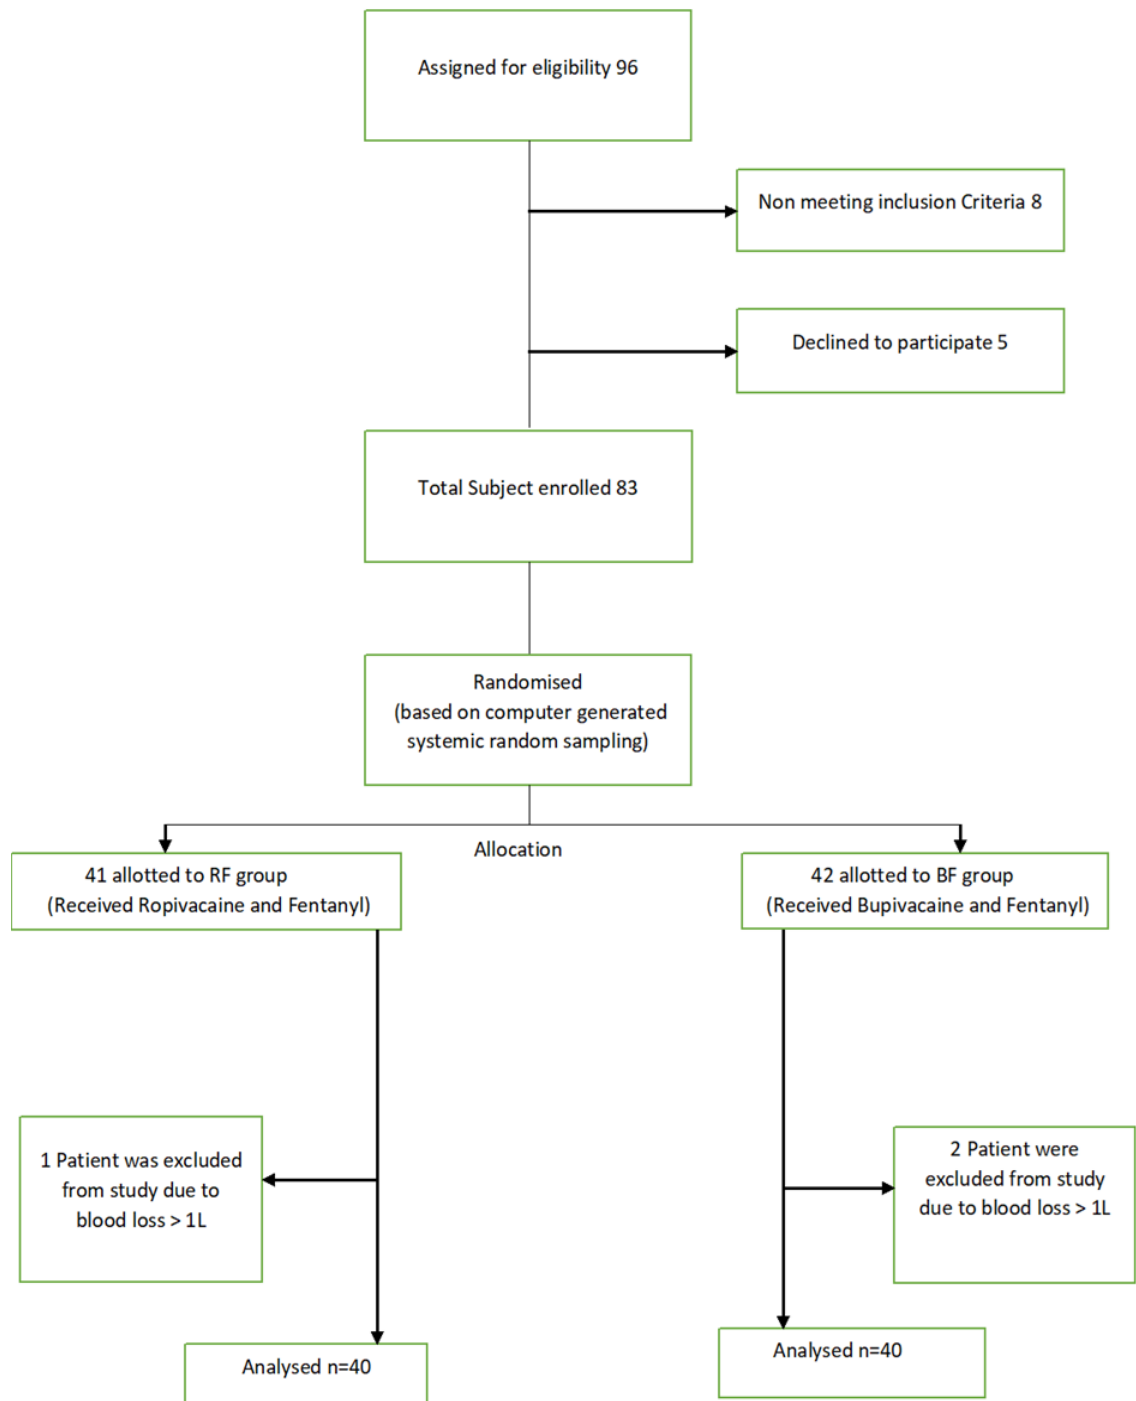 Assigned for eligibility 96
Non meeting inclusion Criteria 8
Declined to participate 5
Total Subject enrolled 83
Randomised
(based on computer generated
systemic random sampling)
Allocation
41 allotted to RF group
(Received Ropivacaine and Fentanyl)
42 allotted to BF group
(Received Bupivacaine and Fentanyl)
1 Patient was excluded
from study due to
blood loss > 1L
2 Patient were
excluded from study
due to blood loss > 1L
Analysed n=40
Analysed n=40